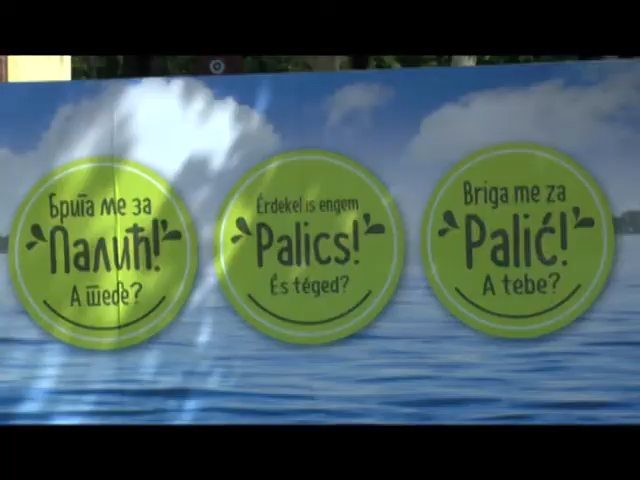 Брига ме за
Палић!
А тебе?
Érdekel is engem
Palics!
És téged?
Briga me za
Palić!
A tebe?